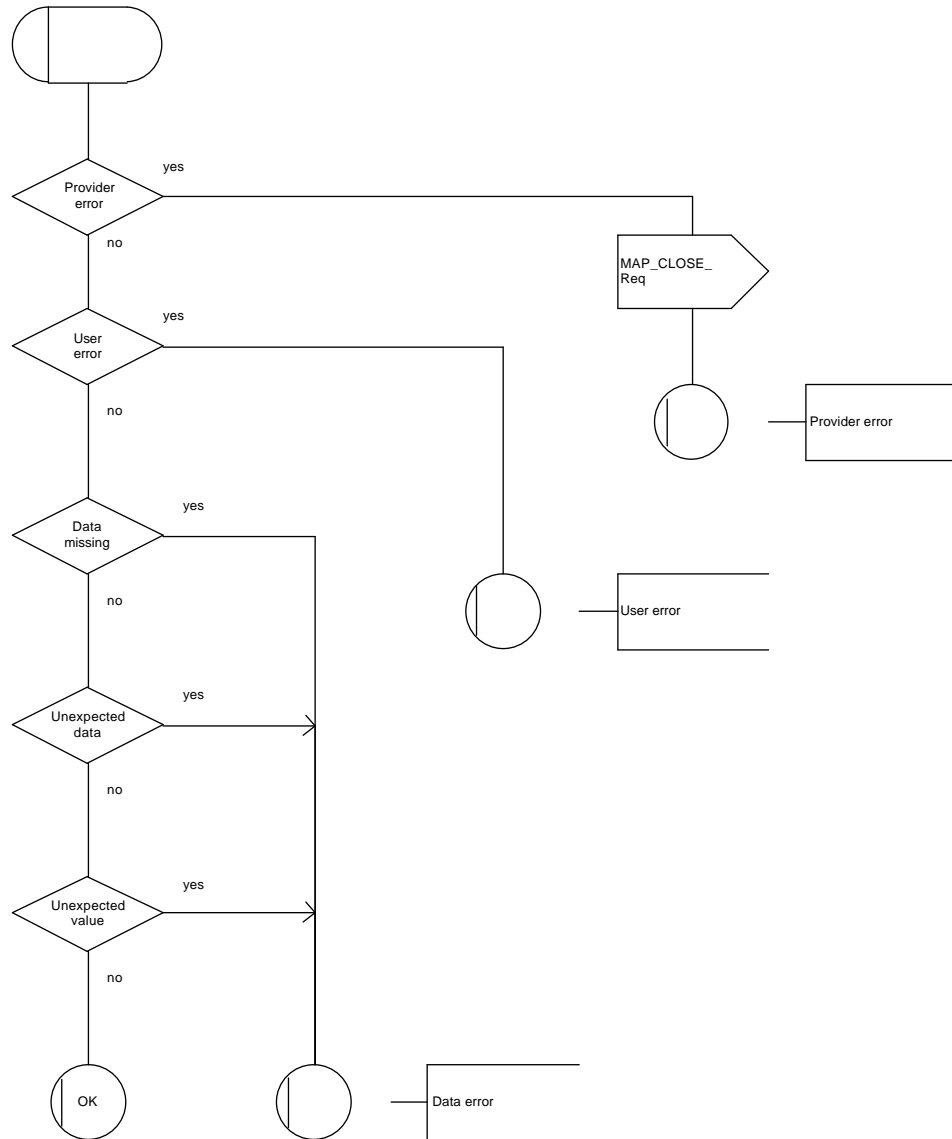 yes
Provider
error
no
MAP_CLOSE_
Req
yes
User
error
no
Provider error
yes
Data
missing
no
User error
yes
Unexpected
data
no
yes
Unexpected
value
no
OK
Data error